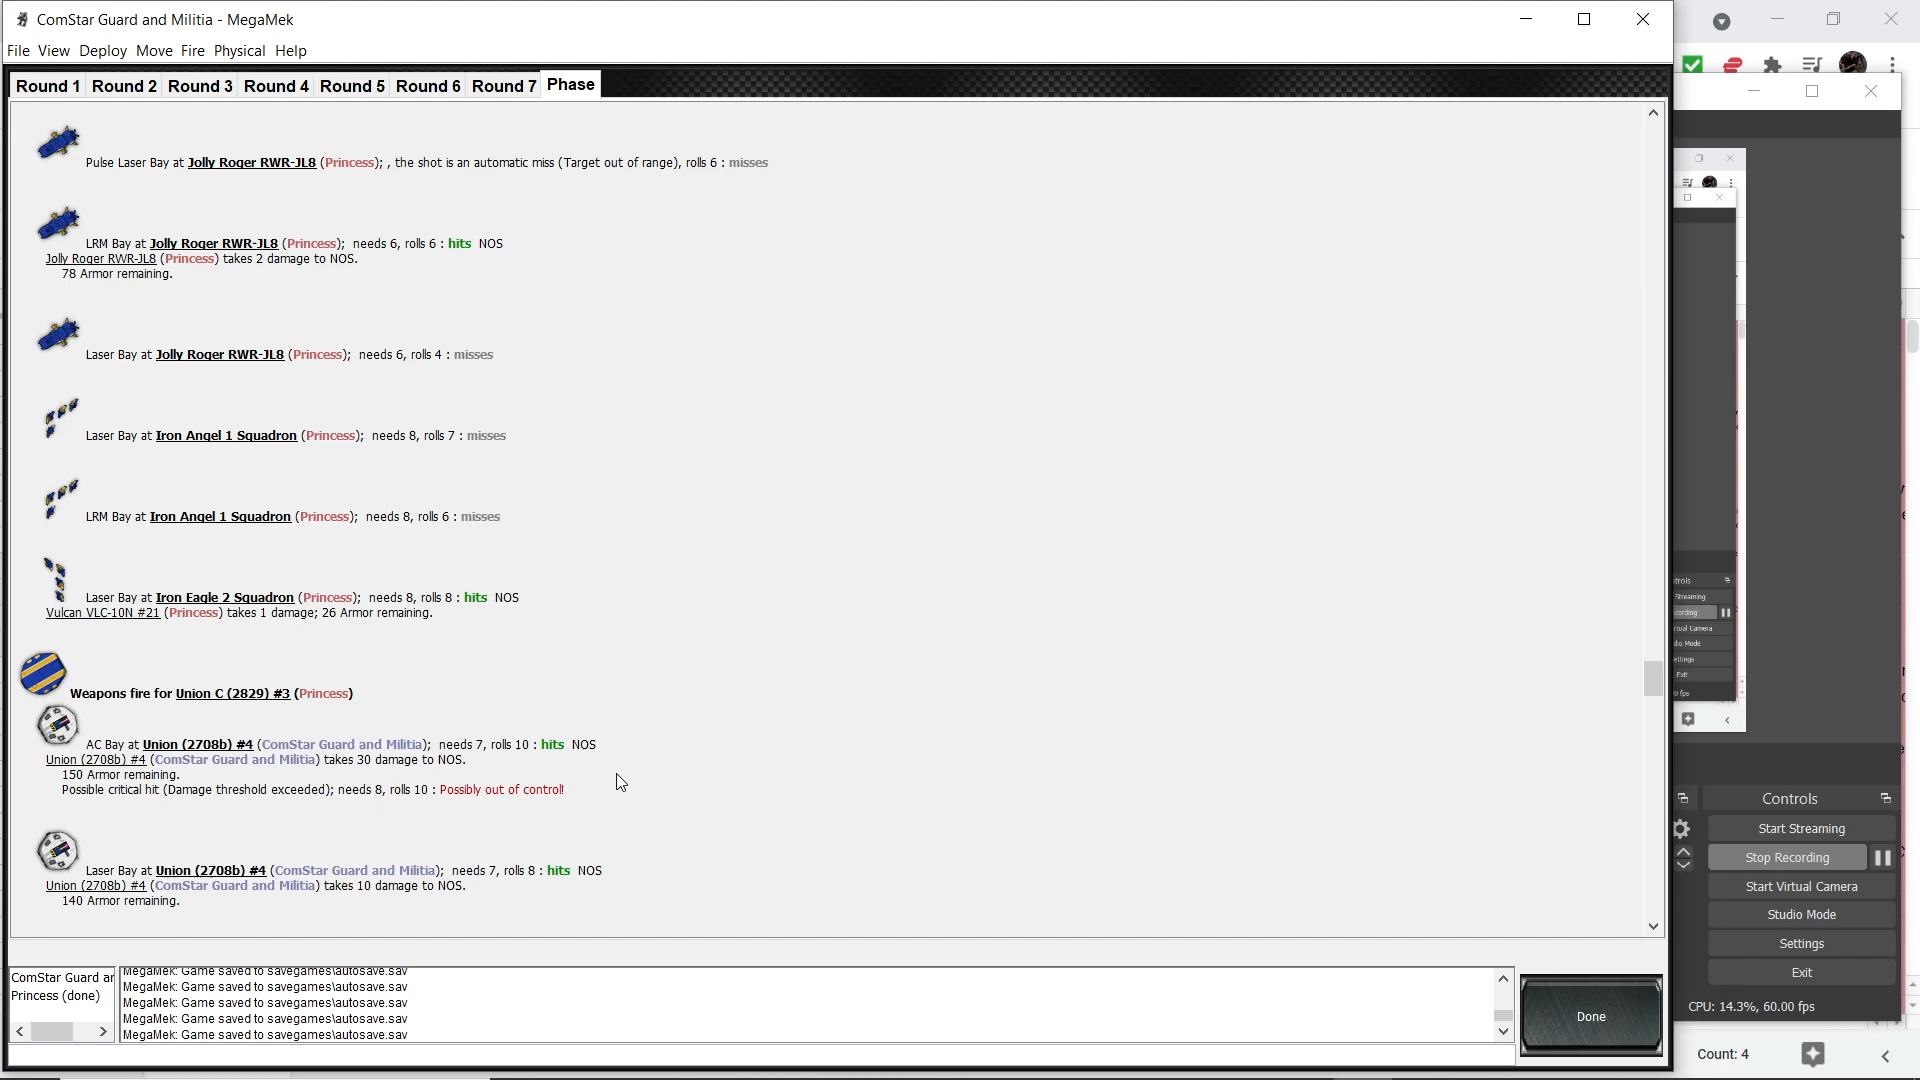 ComStar Guard and Militia - MegaMek
File View Deploy Move Fire Physical Help
Round 1 Round 2 Round 3 Round 4 Round 5 Round 6 Round 7 Phase
Pulse Laser Bay at Jolly Roger RWR-JL8 (Princess); , the shot is an automatic miss (Target out of range), rolls 6 : misses
LRM Bay at Jolly Roger RWR-JL8 (Princess); needs 6, rolls 6 : hits NOS
Jolly Roger RWR-JL8 (Princess) takes 2 damage to NOS.
78 Armor remaining.
Laser Bay at Jolly Roger RWR-JL8 (Princess); needs 6, rolls 4 : misses
Laser Bay at Iron Angel 1 Squadron (Princess); needs 8, rolls 7 : misses
LRM Bay at Iron Angel 1 Squadron (Princess); needs 8, rolls 6 : misses
Laser Bay at Iron Eagle 2 Squadron (Princess); needs 8, rolls 8 : hits NOS
Vulcan VLC-10N #21 (Princess) takes 1 damage; 26 Armor remaining.
Weapons fire for Union C (2829) #3 (Princess)
AC Bay at Union (2708b) #4 (ComStar Guard and Militia); needs 7, rolls 10 : hits NOS
Union (2708b) #4 (ComStar Guard and Militia) takes 30 damage to NOS.
150 Armor remaining.
Possible critical hit (Damage threshold exceeded); needs 8, rolls 10 : Possibly out of control!
Laser Bay at Union (2708b) #4 (ComStar Guard and Militia); needs 7, rolls 8 : hits NOS
Union (2708b) #4 (ComStar Guard and Militia) takes 10 damage to NOS.
140 Armor remaining.
ComStar Guard ar
Princess (done)
MegaMek: Game saved to savegames\autosave.sav
MegaMek: Game saved to savegames\autosave.sav
MegaMek: Game saved to savegames\autosave.sav
MegaMek: Game saved to savegames\autosave.sav
MegaMek: Game saved to savegames\autosave.sav
Done
Streaming
Exit
Controls
Start Streaming
Stop Recording
Start Virtual Camera
Studio Mode
Settings
Exit
CPU: 14.3%, 60.00 fps
Count: 4